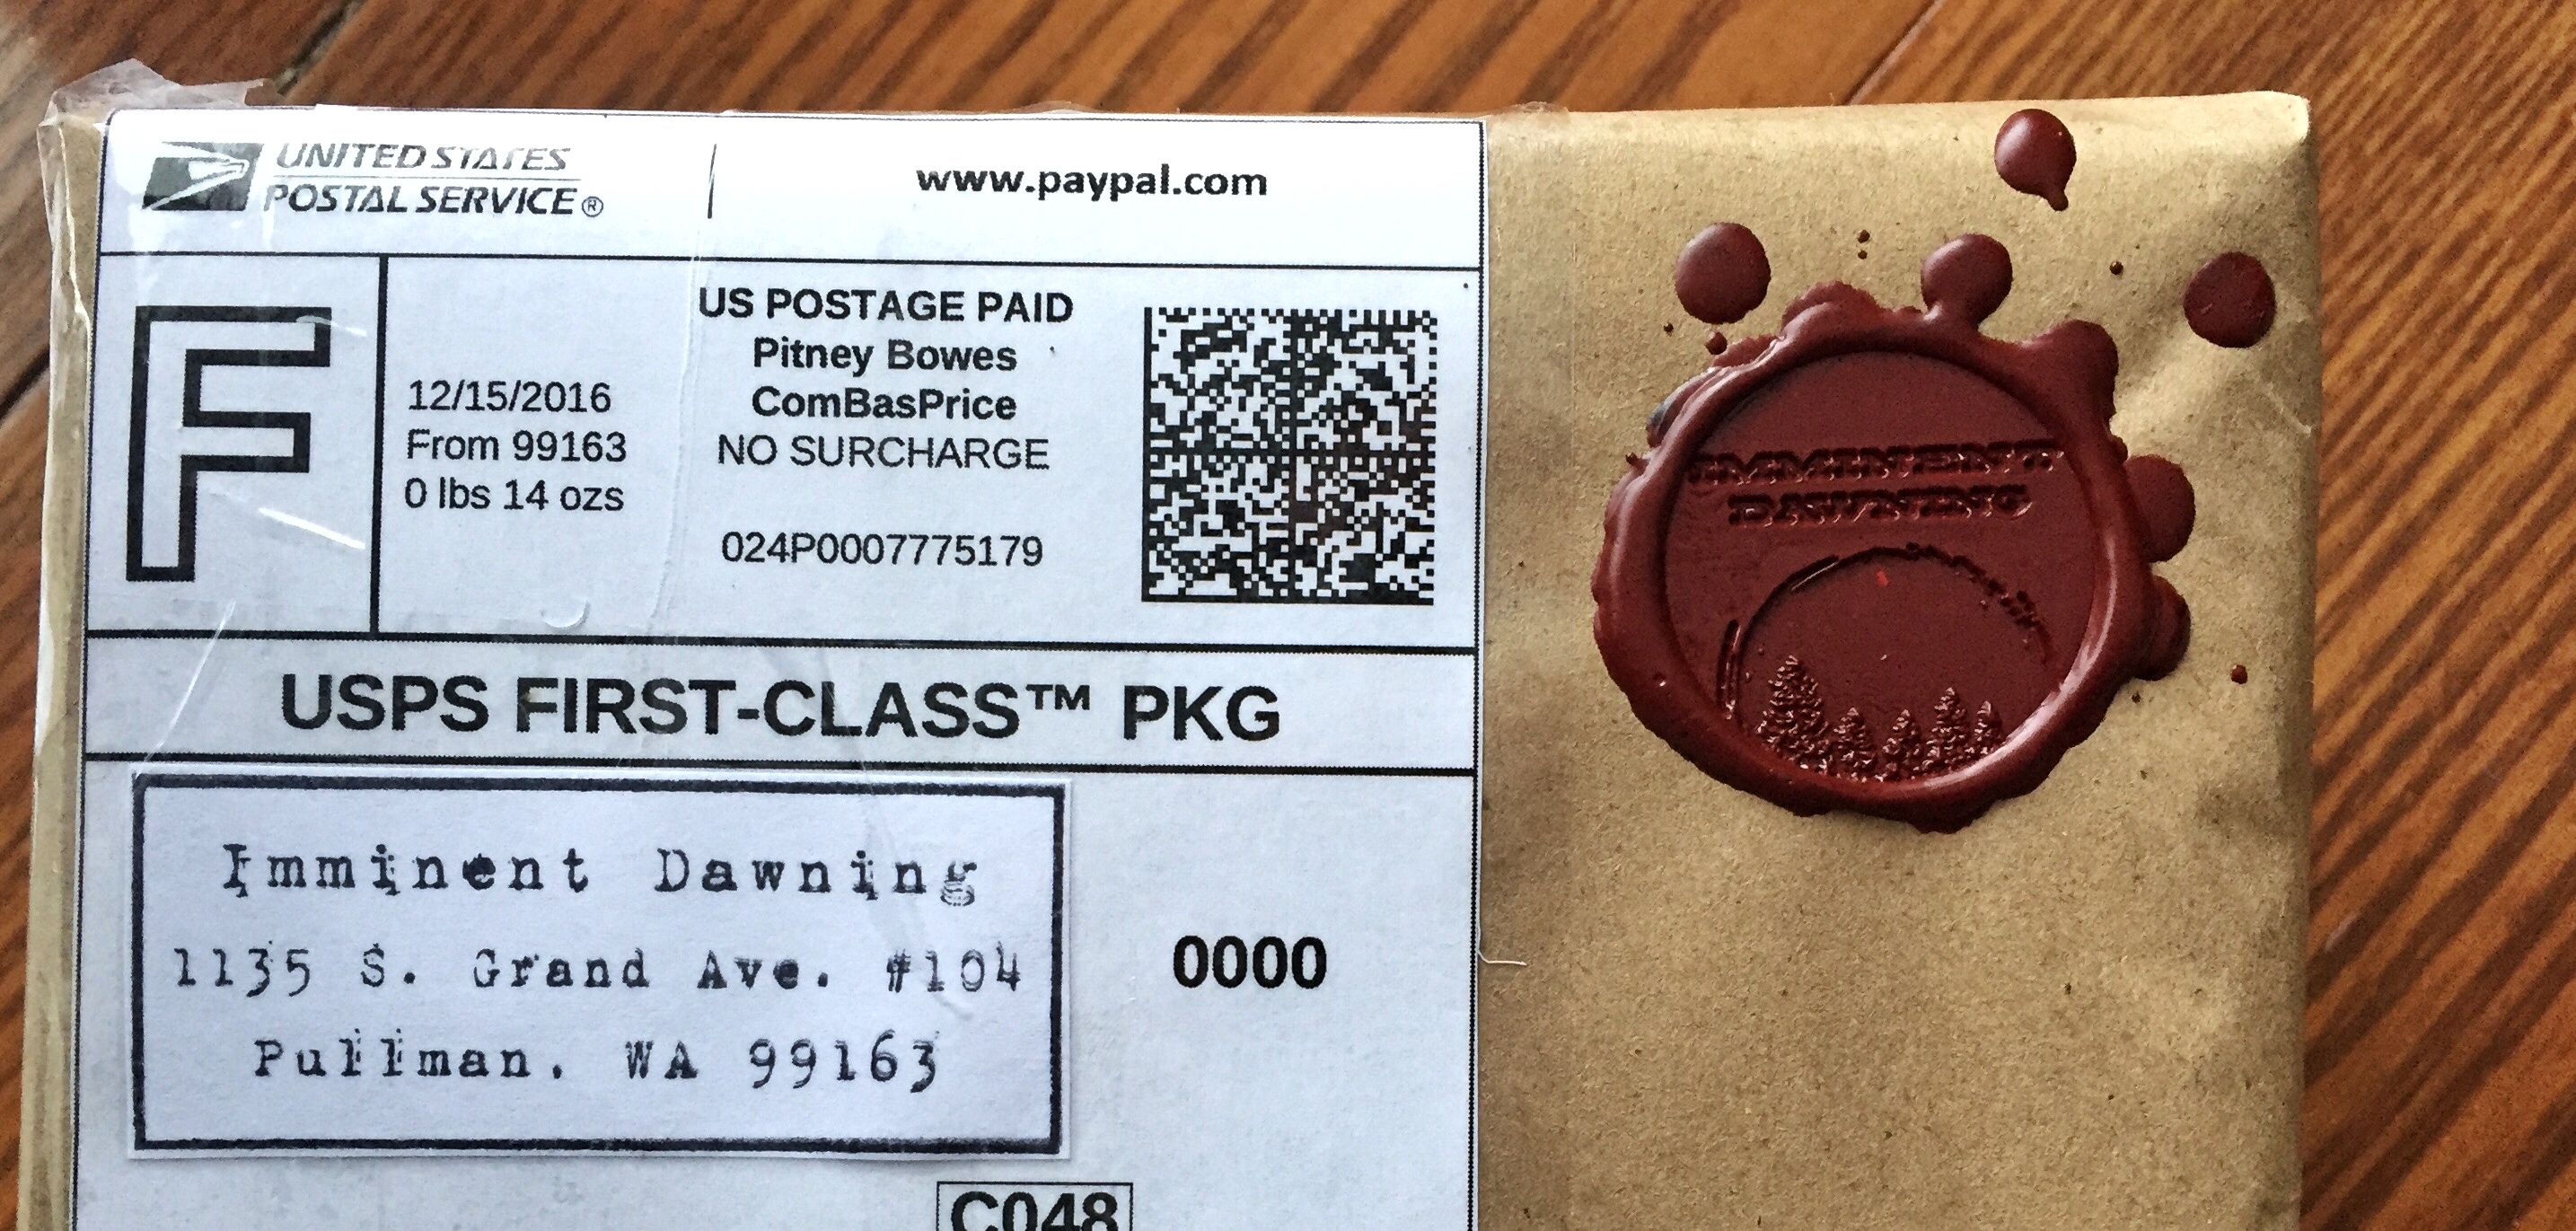 UNITED STATES
POSTAL SERVICE®
www.paypal.com
F
12/15/2016
From 99163
0 lbs 14 ozs
US POSTAGE PAID
Pitney Bowes
ComBasPrice
NO SURCHARGE
024P0007775179
USPS FIRST-CLASS™ PKG
Imminent Dawning
1135 S. Grand Ave. #104
Pullman. WA 99163
0000
C048
IMMINENT
DAWNING